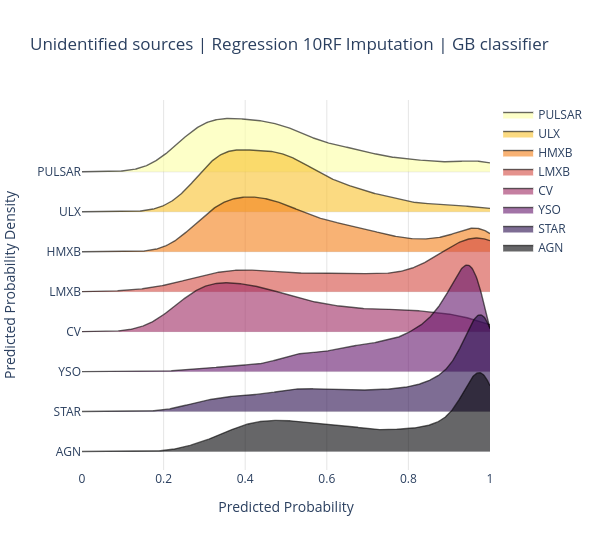 Unidentified sources | Regression 10RF Imputation | GB classifier
PULSAR
ULX
HMXB
LMXB
CV
YSO
STAR
AGN
Predicted Probability Density
PULSAR
ULX
HMXB
LMXB
CV
YSO
STAR
AGN
0 0.2 0.4 0.6 0.8 1
Predicted Probability